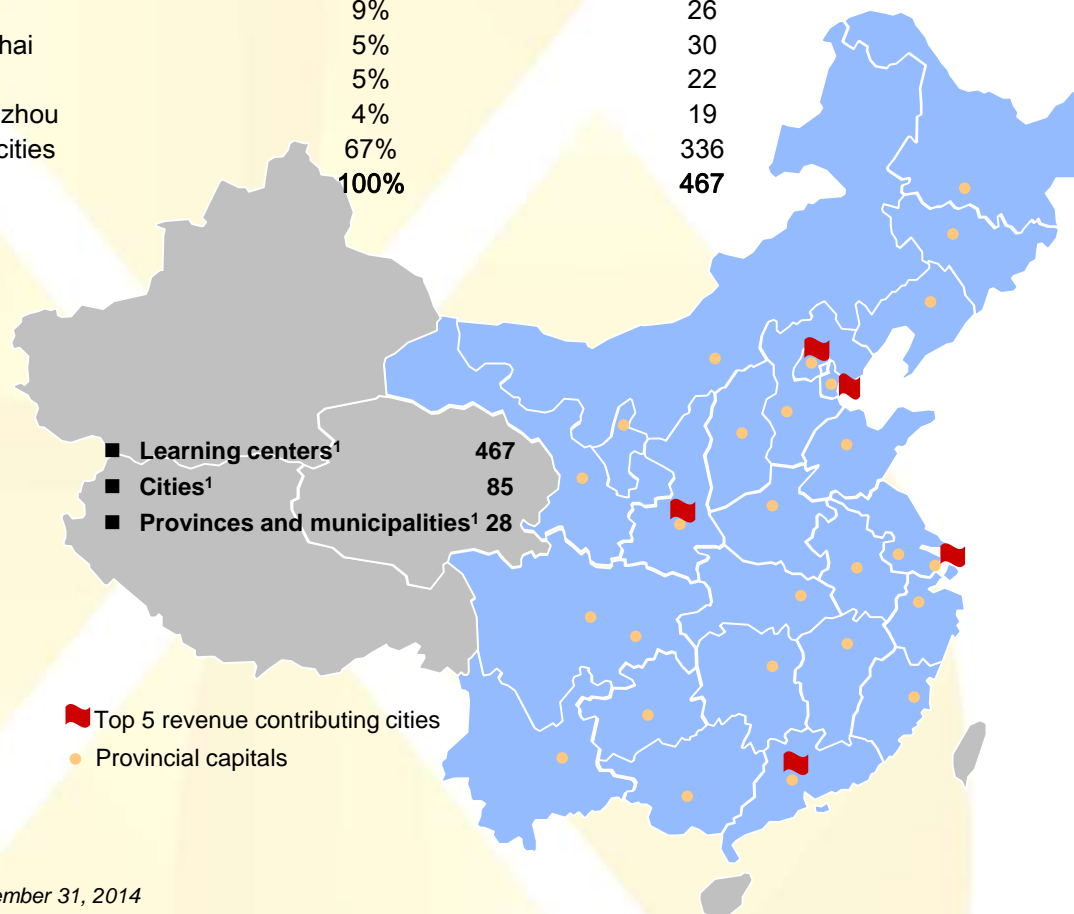 9% 26
hai 5% 30
5% 22
zhou 4% 19
cities 67% 336
100% 467
■ Learning centers¹ 467
■ Cities¹ 85
■ Provinces and municipalities¹ 28
Top 5 revenue contributing cities
Provincial capitals
ember 31, 2014